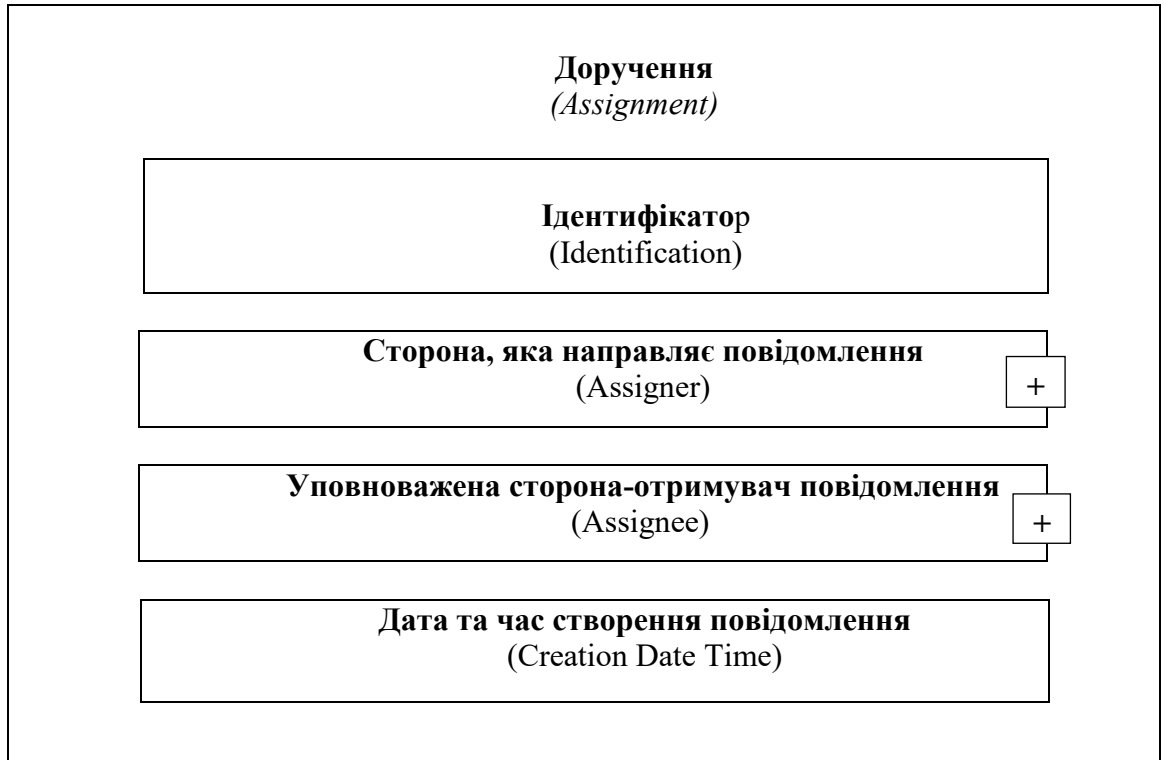 Доручення
(Assignment)
Ідентифікатор
(Identification)
Сторона, яка направляє повідомлення
(Assigner)
+
Уповноважена сторона-отримувач повідомлення
(Assignee)
+
Дата та час створення повідомлення
(Creation Date Time)